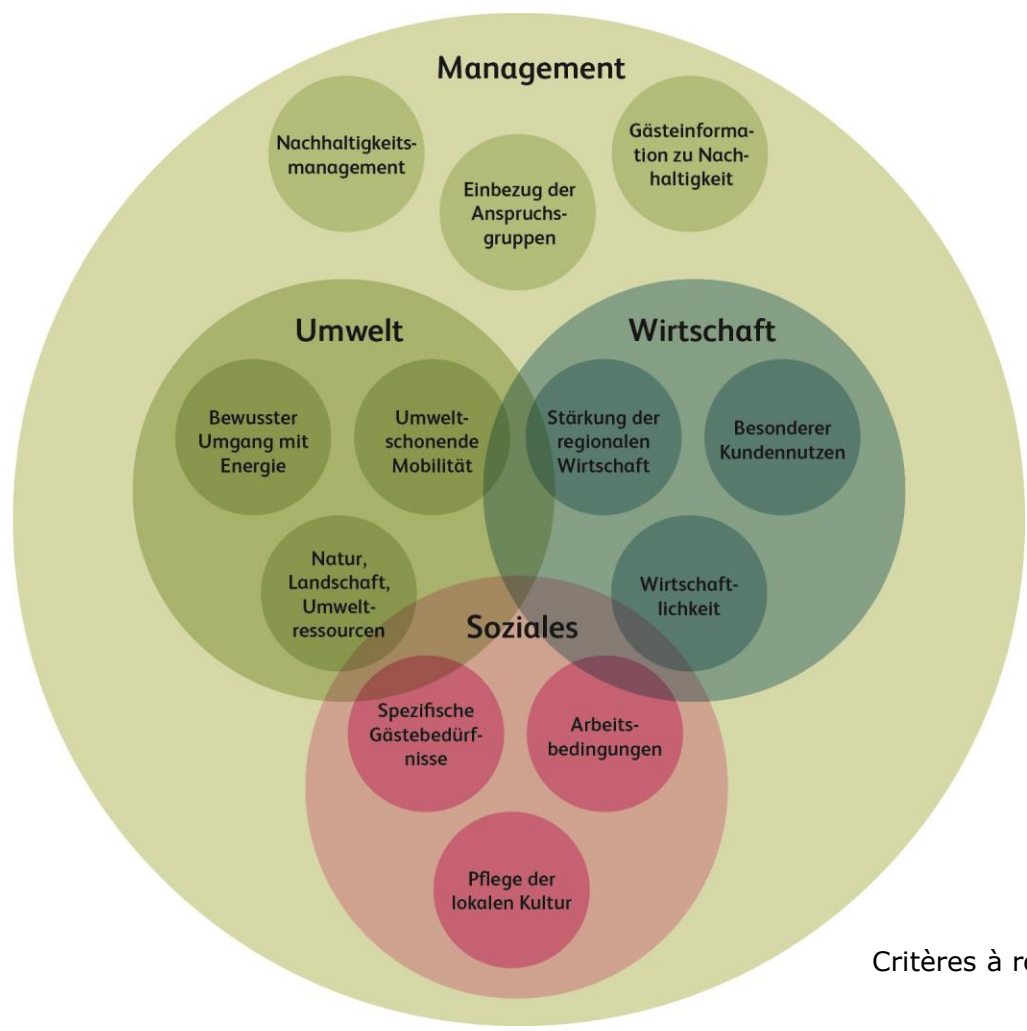 Management
Nachhaltigkeits-
management
Einbezug der
Anspruchs-
gruppen
Gästeinforma-
tion zu Nach-
haltigkeit
Umwelt
Bewusster
Umgang mit
Energie
Umwelt-
schonende
Mobilität
Natur,
Landschaft,
Umwelt-
ressourcen
Wirtschaft
Stärkung der
regionalen
Wirtschaft
Besonderer
Kundennutzen
Wirtschaft-
lichkeit
Soziales
Spezifische
Gästebedürf-
nisse
Arbeits-
bedingungen
Pflege der
lokalen Kultur
Critères à